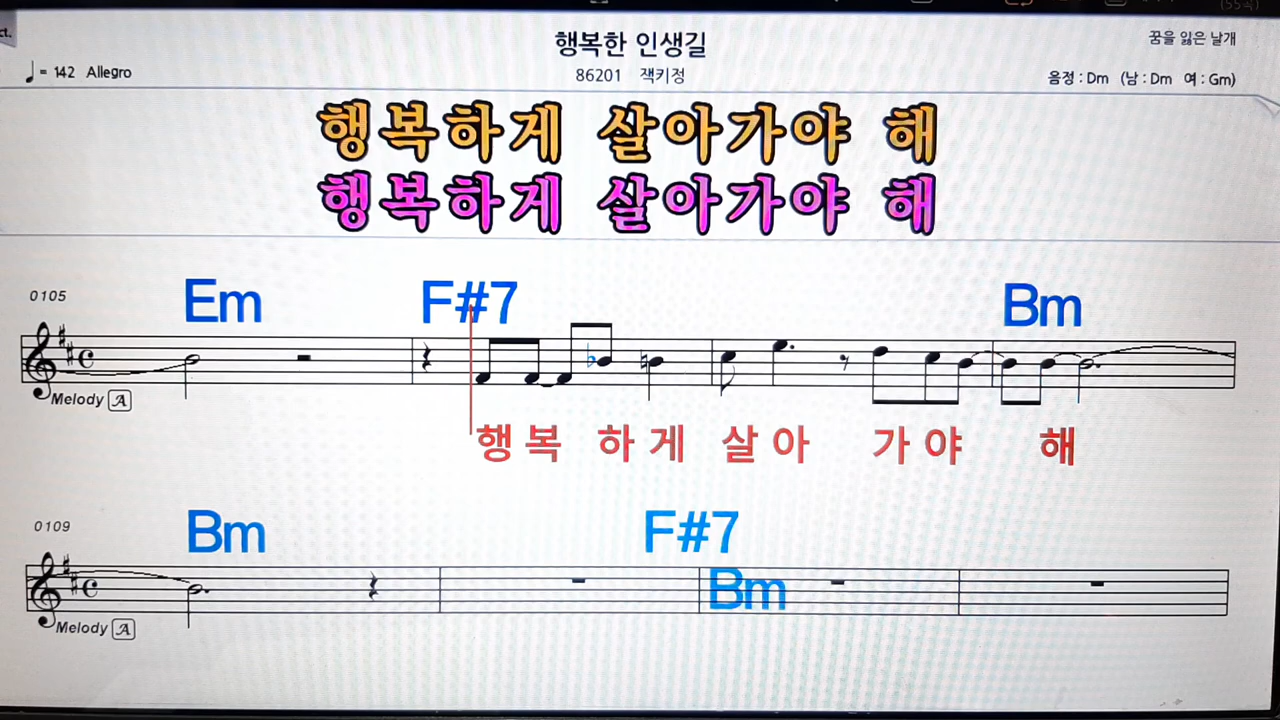 ct.
행복한 인생길
꿈을 잃은 날개
♩ = 142 Allegro
86201 잭키정
음정 : Dm (남 : Dm 여 : Gm)
행복하게 살아가야 해
행복하게 살아가야 해
0105
Em F#7 Bm
Melody A
행 복 하 게 살 아 가 야 해
0109
Bm F#7
Bm
Melody A